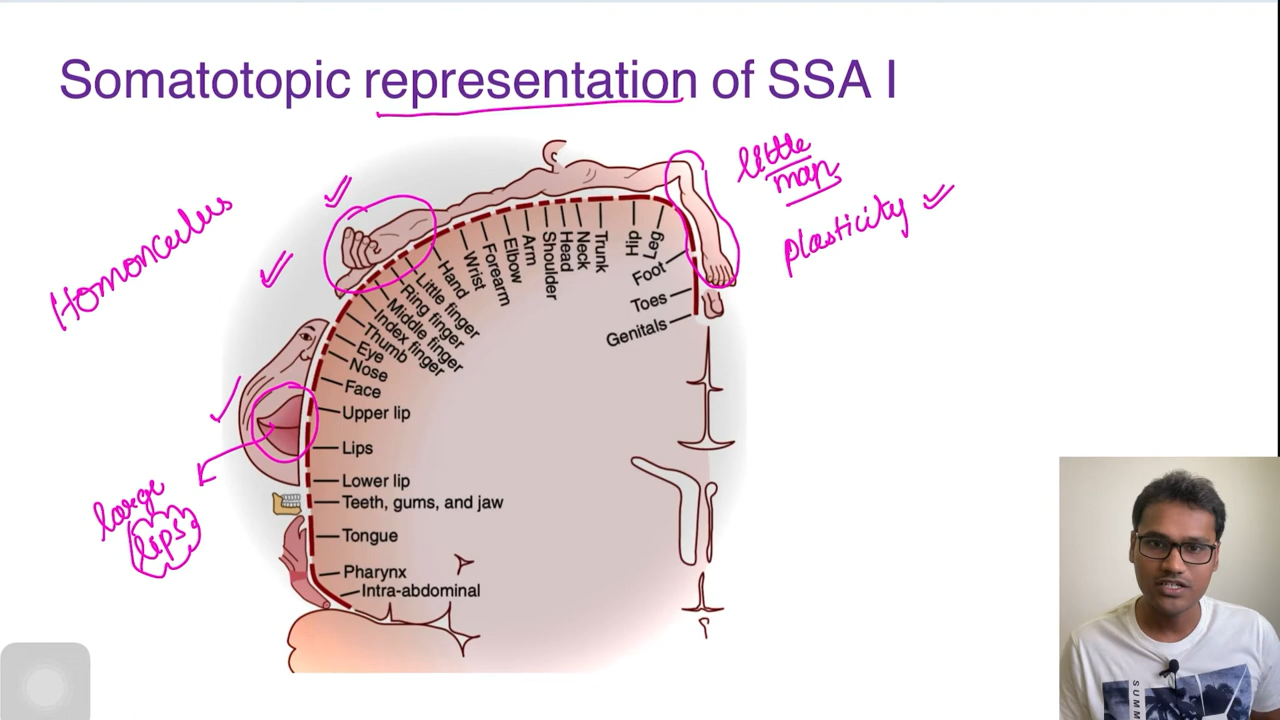 Somatotopic representation of SSA I
Homonculus
little
map
plasticity
large
lips
Genitals
Toes
Foot
Leg
Hip
Trunk
Neck
Head
Shoulder
Arm
Elbow
Forearm
Wrist
Hand
Little finger
Ring finger
Middle finger
Index finger
Thumb
Eye
Nose
Face
Upper lip
Lips
Lower lip
Teeth, gums, and jaw
Tongue
Pharynx
Intra-abdominal
SUMM